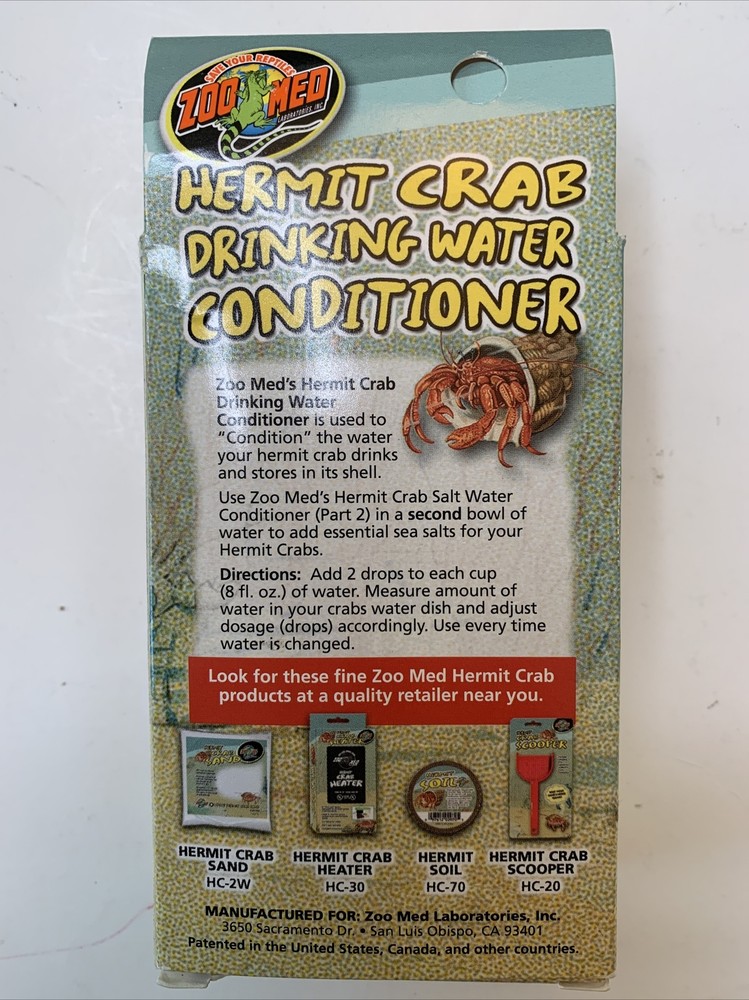 SAVE YOUR REPTILES
ZOO MED
LABORATORIES, INC
HERMIT CRAB
DRINKING WATER
CONDITIONER
Zoo Med's Hermit Crab
Drinking Water
Conditioner is used to
"Condition" the water
your hermit crab drinks
and stores in its shell.
Use Zoo Med's Hermit Crab Salt Water
Conditioner (Part 2) in a second bowl of
water to add essential sea salts for your
Hermit Crabs.
Directions: Add 2 drops to each cup
(8 fl. oz.) of water. Measure amount of
water in your crabs water dish and adjust
dosage (drops) accordingly. Use every time
water is changed.
Look for these fine Zoo Med Hermit Crab
products at a quality retailer near you.
HERMIT
CRAB
HEATER
SOIL
SCOOPER
HERMIT CRAB
SAND
HC-2W
HERMIT CRAB
HEATER
HC-30
HERMIT
SOIL
HC-70
HERMIT CRAB
SCOOPER
HC-20
MANUFACTURED FOR: Zoo Med Laboratories, Inc.
3650 Sacramento Dr. • San Luis Obispo, CA 93401
Patented in the United States, Canada, and other countries.